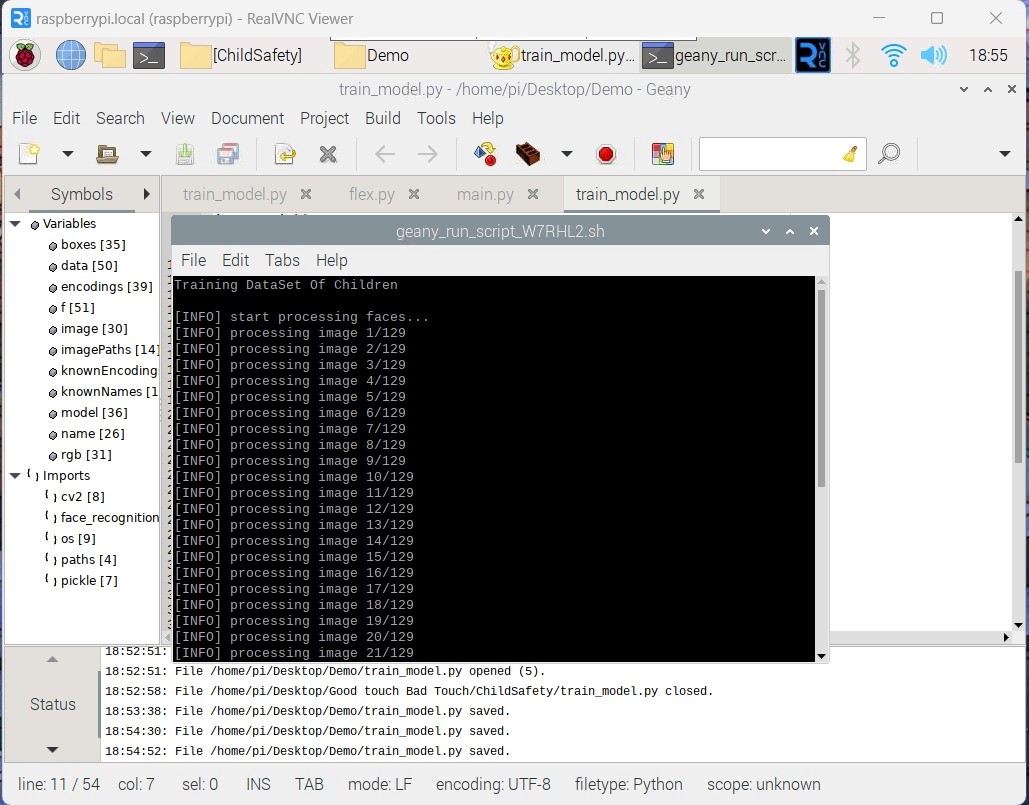 raspberrypi.local (raspberrypi) - RealVNC Viewer
[ChildSafety] Demo train_model.py... geany_run_scr... 18:55
train_model.py - /home/pi/Desktop/Demo - Geany
File Edit Search View Document Project Build Tools Help
Symbols train_model.py flex.py main.py train_model.py
Variables
boxes [35]
data [50]
encodings [39]
f [51]
image [30]
imagePaths [14]
knownEncoding
knownNames [1
model [36]
name [26]
rgb [31]
Imports
cv2 [8]
face_recognition
os [9]
paths [4]
pickle [7]
geany_run_script_W7RHL2.sh
File Edit Tabs Help
Training DataSet Of Children
[INFO] start processing faces...
[INFO] processing image 1/129
[INFO] processing image 2/129
[INFO] processing image 3/129
[INFO] processing image 4/129
[INFO] processing image 5/129
[INFO] processing image 6/129
[INFO] processing image 7/129
[INFO] processing image 8/129
[INFO] processing image 9/129
[INFO] processing image 10/129
[INFO] processing image 11/129
[INFO] processing image 12/129
[INFO] processing image 13/129
[INFO] processing image 14/129
[INFO] processing image 15/129
[INFO] processing image 16/129
[INFO] processing image 17/129
[INFO] processing image 18/129
[INFO] processing image 19/129
[INFO] processing image 20/129
[INFO] processing image 21/129
Status
18:52:51:
18:52:51: File /home/pi/Desktop/Demo/train_model.py opened (5).
18:52:58: File /home/pi/Desktop/Good touch Bad Touch/ChildSafety/train_model.py closed.
18:53:38: File /home/pi/Desktop/Demo/train_model.py saved.
18:54:30: File /home/pi/Desktop/Demo/train_model.py saved.
18:54:52: File /home/pi/Desktop/Demo/train_model.py saved.
line: 11 / 54 col: 7 sel: 0 INS TAB mode: LF encoding: UTF-8 filetype: Python scope: unknown